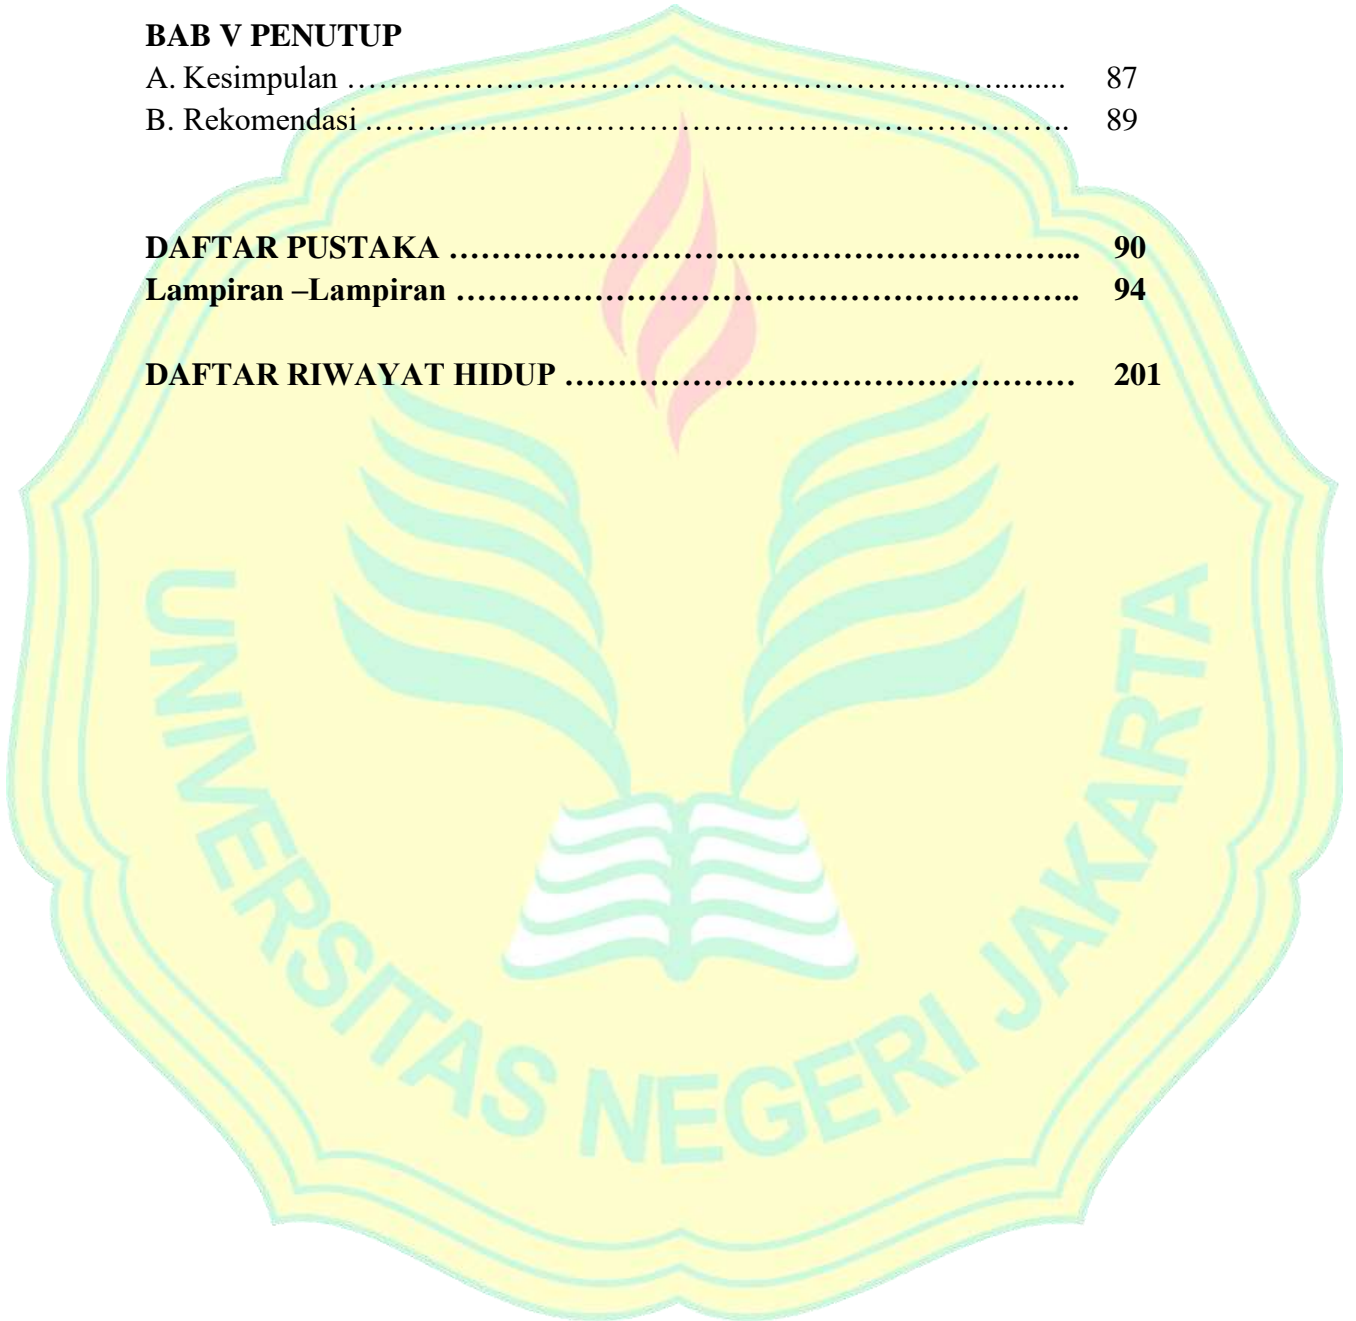 BAB V PENUTUP
A. Kesimpulan ……………………………………………………......... 87
B. Rekomendasi ……….……………………………………………….. 89
DAFTAR PUSTAKA …………………………………………………... 90
Lampiran –Lampiran ………………………………………………….. 94
DAFTAR RIWAYAT HIDUP ………………………………………… 201
UNIVERSITAS NEGERI JAKARTA